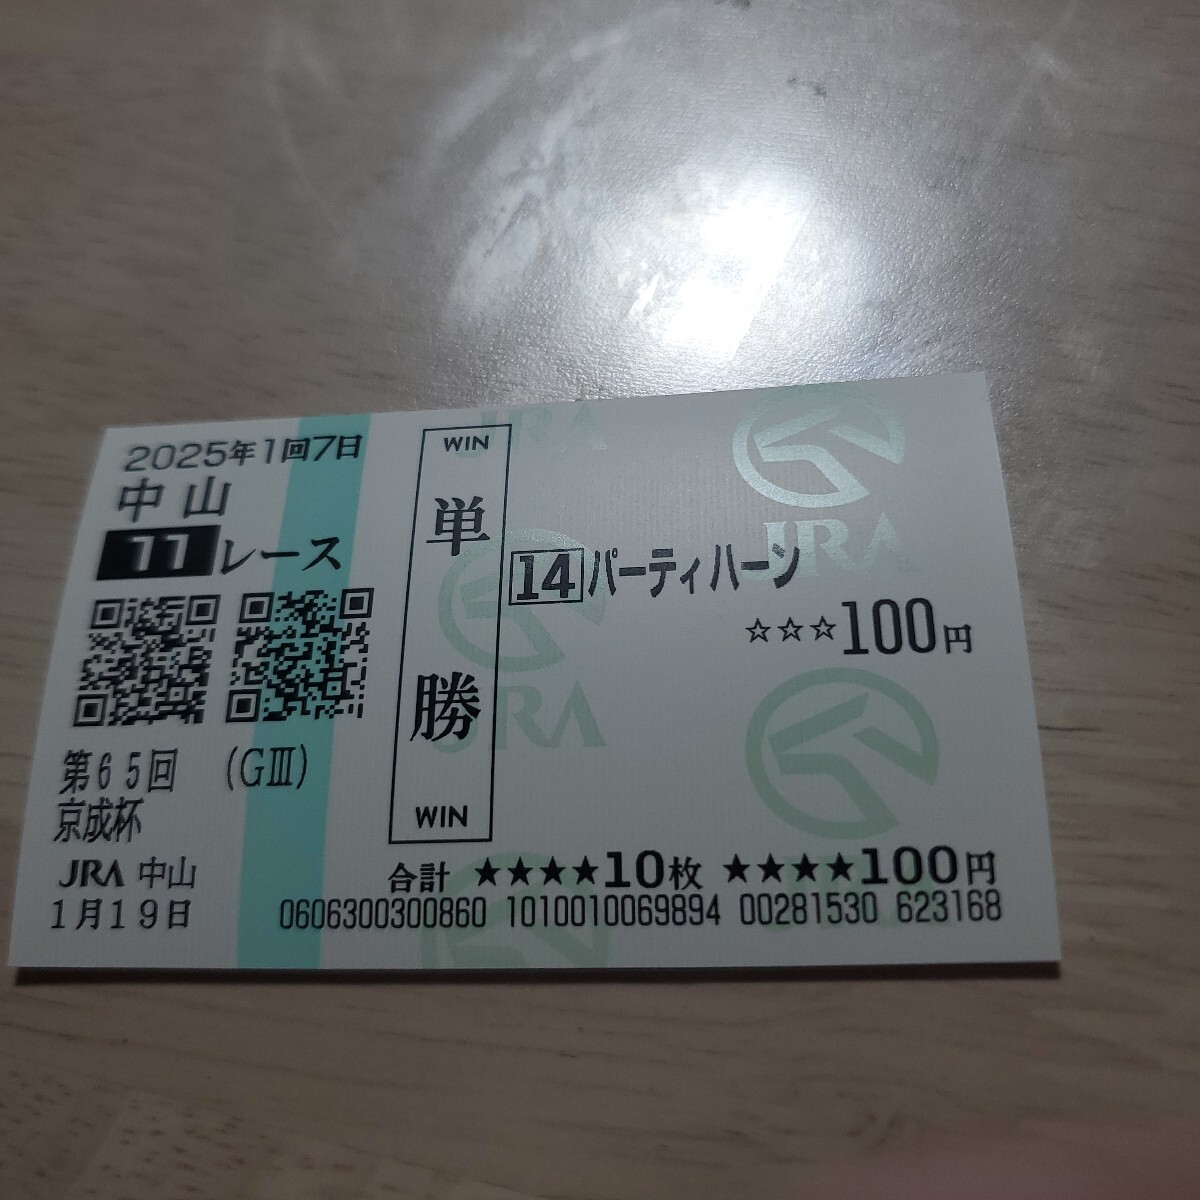 2025年1回7日
中山
11レース
第65回 (GⅢ)
京成杯
JRA 中山
1月19日
WIN
単勝
WIN
14 パーティハーン
☆☆☆100円
合計 ★★★★10枚 ★★★★100円
0606300300860 1010010069894 00281530 623168
JRA
JRA
JRA